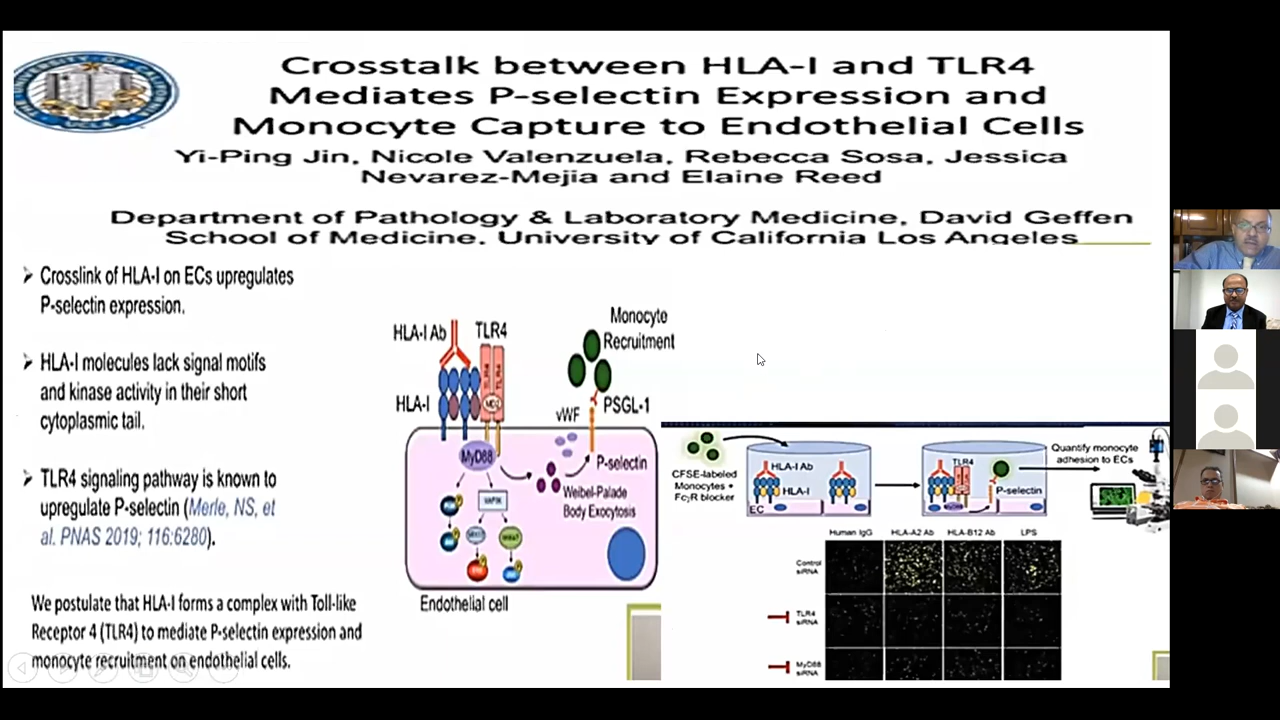 Crosstalk between HLA-I and TLR4
Mediates P-selectin Expression and
Monocyte Capture to Endothelial Cells
Yi-Ping Jin, Nicole Valenzuela, Rebecca Sosa, Jessica
Nevarez-Mejia and Elaine Reed
Department of Pathology & Laboratory Medicine, David Geffen
School of Medicine, University of California Los Angeles
UCLA
➢ Crosslink of HLA-I on ECs upregulates
P-selectin expression.
➢ HLA-I molecules lack signal motifs
and kinase activity in their short
cytoplasmic tail.
➢ TLR4 signaling pathway is known to
upregulate P-selectin (Merle, NS, et
al. PNAS 2019; 116:6280).
We postulate that HLA-I forms a complex with Toll-like
Receptor 4 (TLR4) to mediate P-selectin expression and
monocyte recruitment on endothelial cells.
HLA-I Ab
TLR4
HLA-I
MyD88
Monocyte
Recruitment
vWF
PSGL-1
P-selectin
Weibel-Palade
Body Exocytosis
Endothelial cell
CFSE-labeled
Monocytes +
FcγR blocker
HLA-I Ab
HLA-I
EC
TLR4
P-selectin
Quantify monocyte
adhesion to ECs
Human IgG
HLA-A2 Ab
HLA-B12 Ab
LPS
Control
siRNA
TLR4
siRNA
MyD88
siRNA